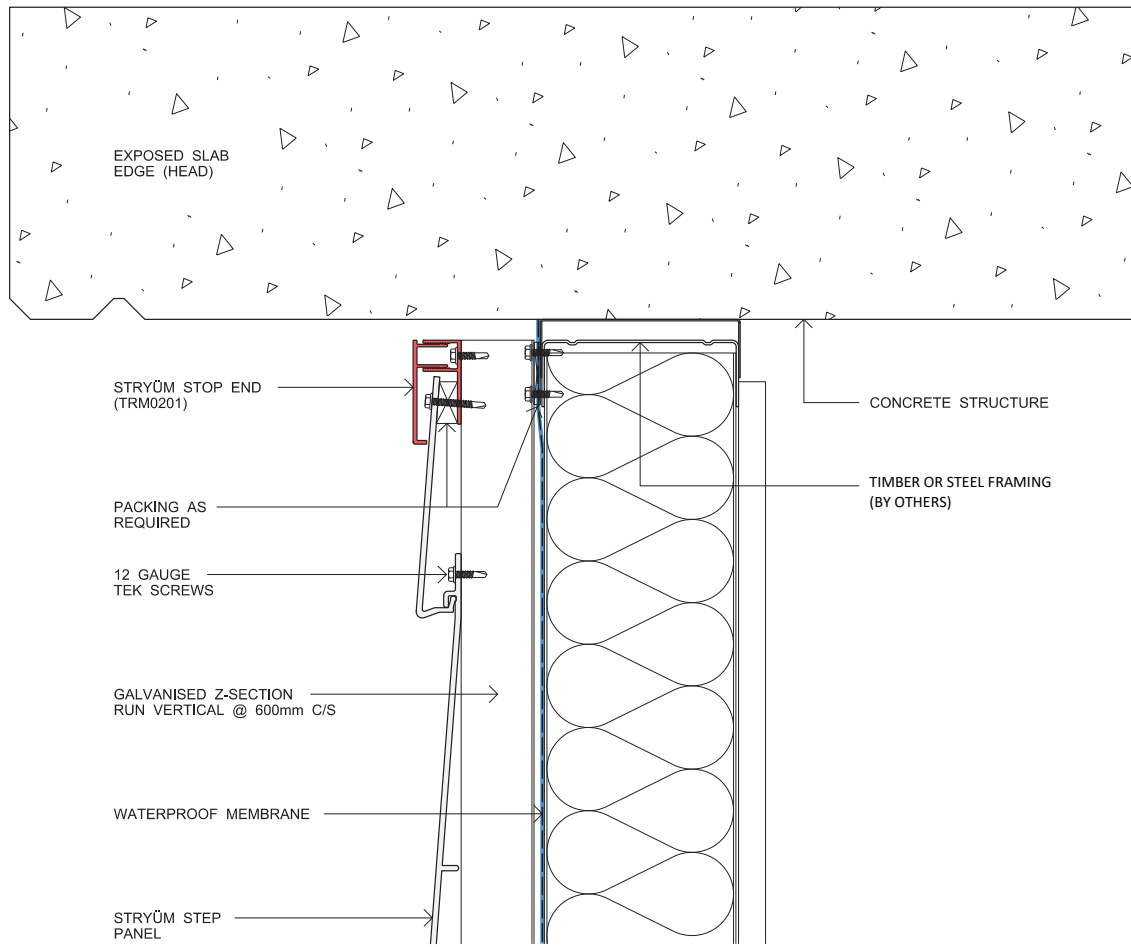 EXPOSED SLAB
EDGE (HEAD)
STRYÜM STOP END
(TRM0201)
CONCRETE STRUCTURE
TIMBER OR STEEL FRAMING
(BY OTHERS)
PACKING AS
REQUIRED
12 GAUGE
TEK SCREWS
GALVANISED Z-SECTION
RUN VERTICAL @ 600mm C/S
WATERPROOF MEMBRANE
STRYÜM STEP
PANEL